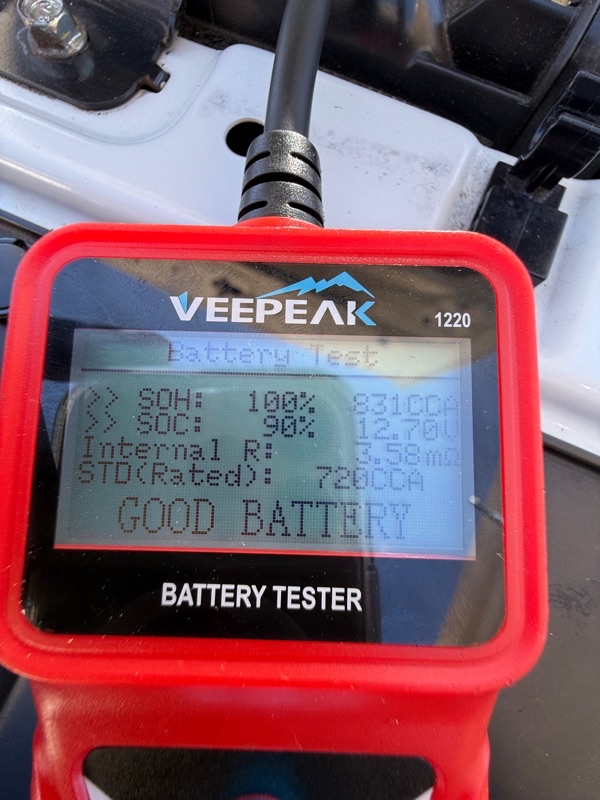 VEEPEAK
1220
Battery Test
>> SOH: 100% 831CCA
>> SOC: 90% 12.70V
Internal R: 3.58mΩ
STD(Rated): 720CCA
GOOD BATTERY
BATTERY TESTER